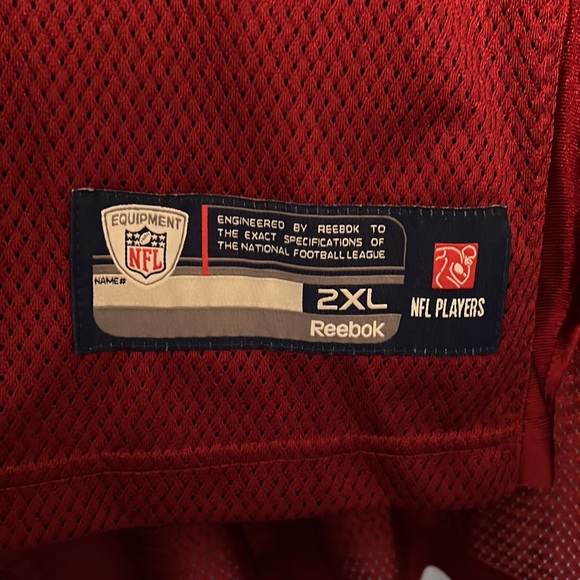 EQUIPMENT
NFL
ENGINEERED BY REEBOK TO
THE EXACT SPECIFICATIONS OF
THE NATIONAL FOOTBALL LEAGUE
NAME#
2XL
Reebok
NFL PLAYERS